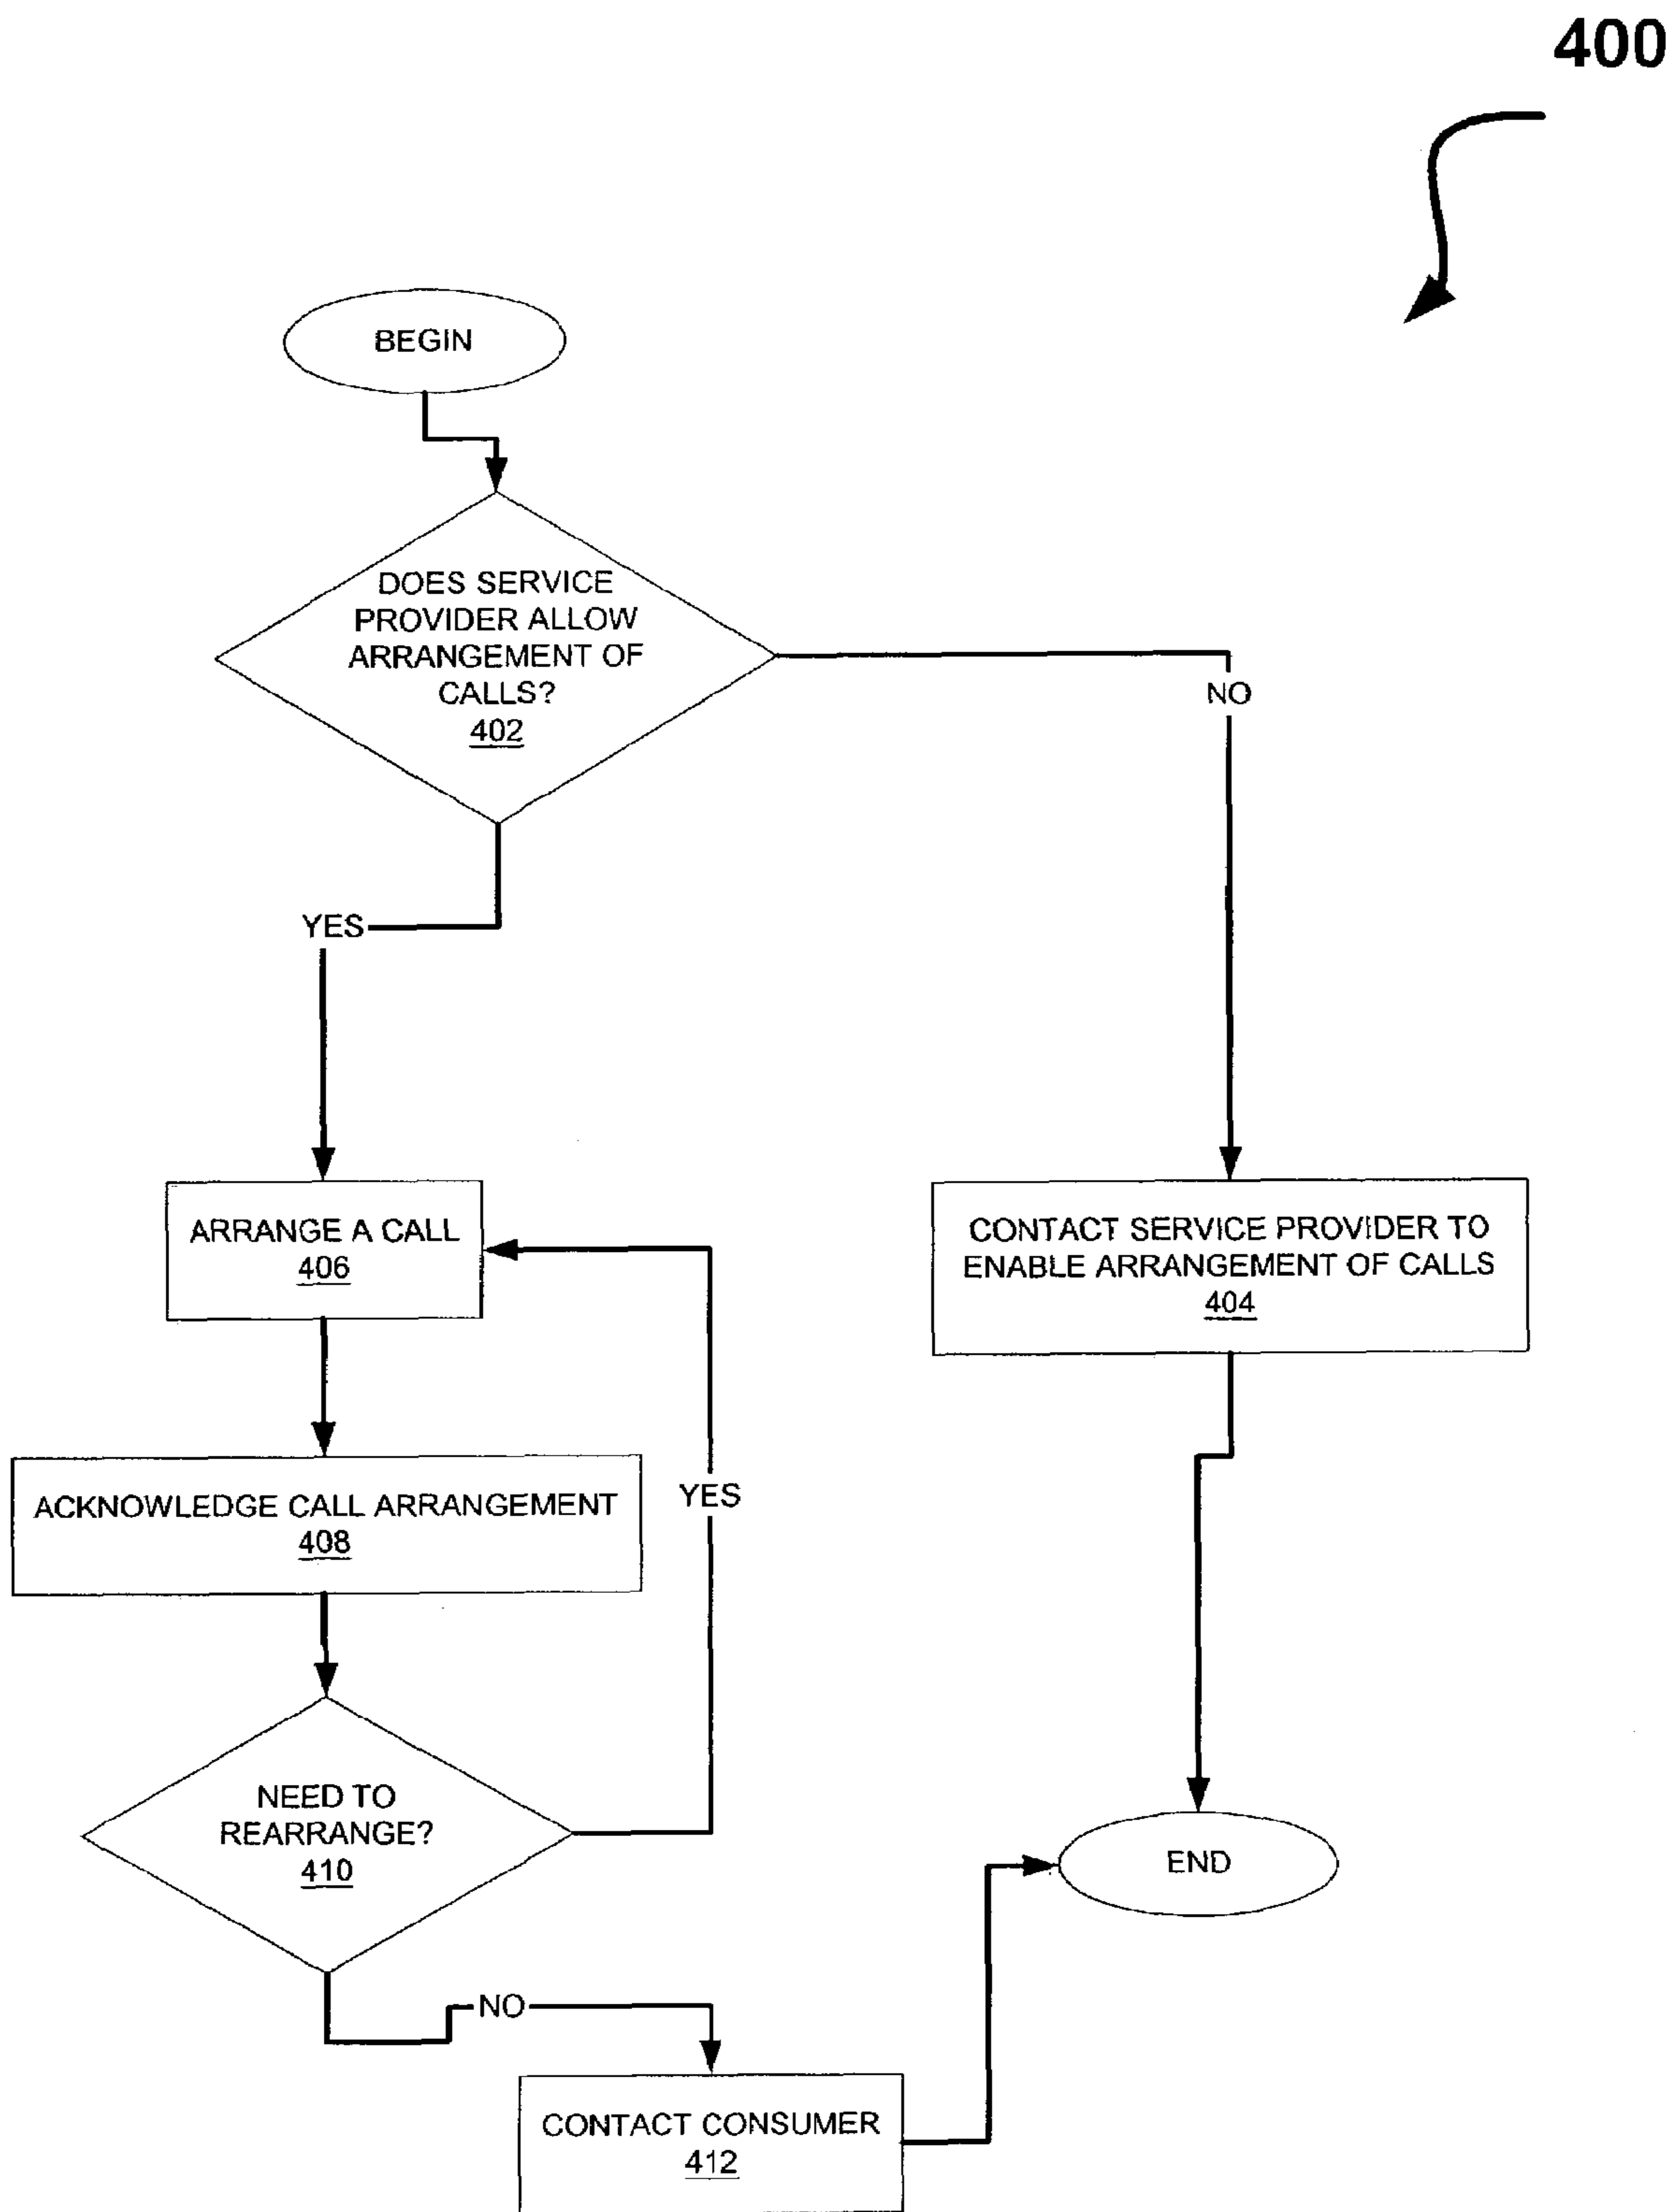 400
BEGIN
DOES SERVICE
PROVIDER ALLOW
ARRANGEMENT OF
CALLS?
402
NO
YES
ARRANGE A CALL
406
CONTACT SERVICE PROVIDER TO
ENABLE ARRANGEMENT OF CALLS
404
ACKNOWLEDGE CALL ARRANGEMENT
408
YES
NEED TO
REARRANGE?
410
END
NO
CONTACT CONSUMER
412